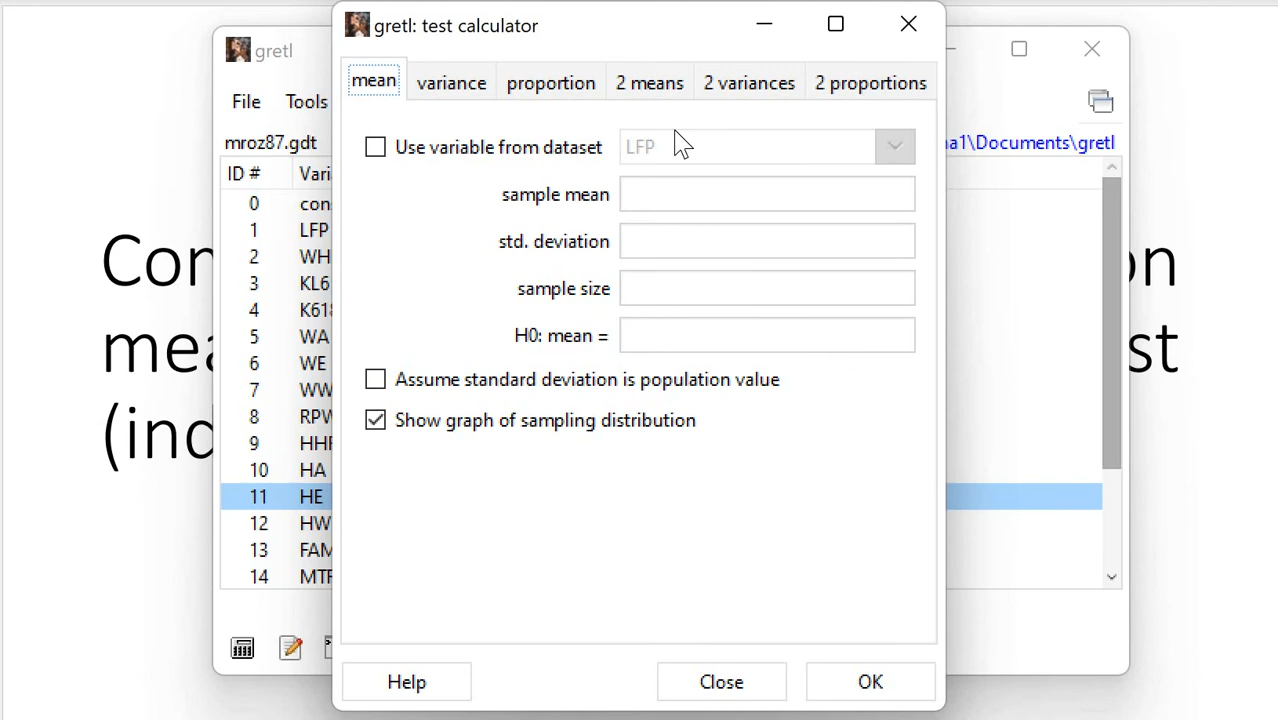 gretl: test calculator
gretl
mean variance proportion 2 means 2 variances 2 proportions
File Tools
mroz87.gdt
a1\Documents\gretl
Use variable from dataset LFP
ID # Vari
sample mean
0 con
1 LFP
std. deviation
2 WH
3 KL6
sample size
4 K618
H0: mean =
5 WA
6 WE
Assume standard deviation is population value
7 WW
8 RPW
Show graph of sampling distribution
9 HHR
10 HA
11 HE
12 HW
13 FAM
14 MTR
Con
on
mea
st
(ind
Help Close OK